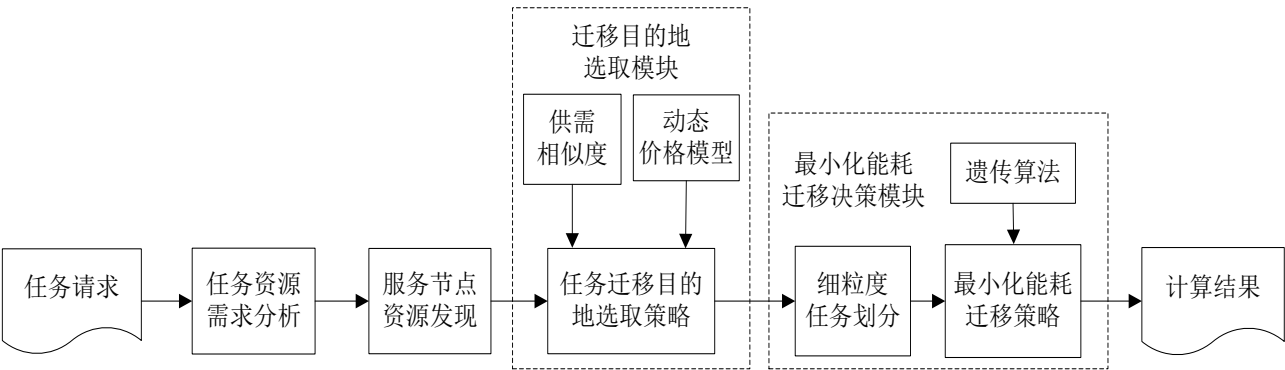 迁移目的地
选取模块
供需
相似度
动态
价格模型
最小化能耗
迁移决策模块
遗传算法
任务请求
任务资源
需求分析
服务节点
资源发现
任务迁移目的
地选取策略
细粒度
任务划分
最小化能耗
迁移策略
计算结果